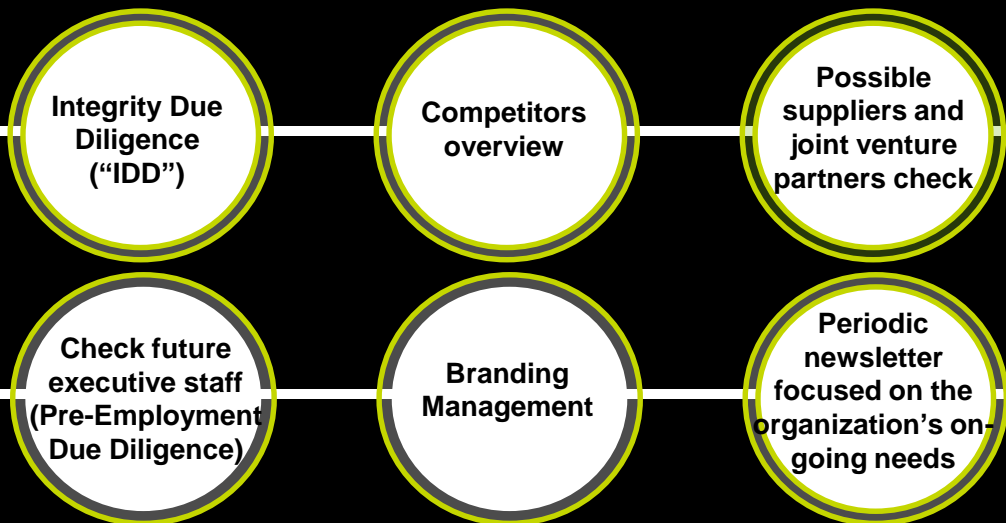 Integrity Due
Diligence
(“IDD”)
Competitors
overview
Possible
suppliers and
joint venture
partners check
Check future
executive staff
(Pre-Employment
Due Diligence)
Branding
Management
Periodic
newsletter
focused on the
organization’s on-
going needs